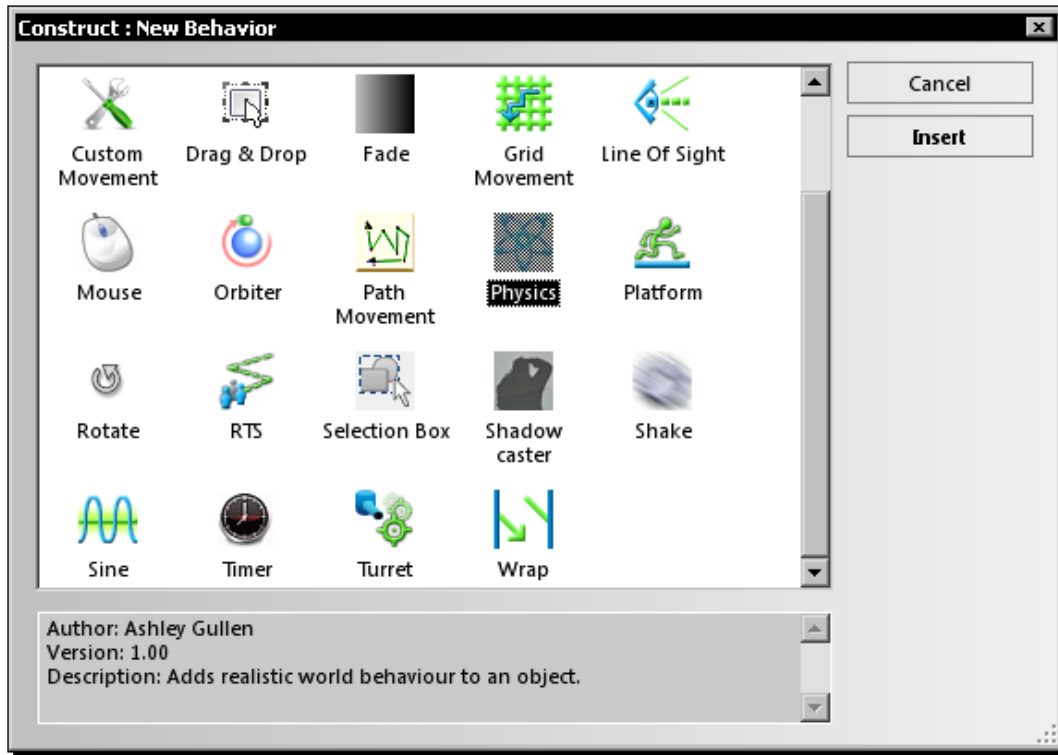 Construct : New Behavior
Cancel
Insert
Custom
Movement
Drag & Drop
Fade
Grid
Movement
Line Of Sight
Mouse
Orbiter
Path
Movement
Physics
Platform
Rotate
RTS
Selection Box
Shadow
caster
Shake
Sine
Timer
Turret
Wrap
Author: Ashley Gullen
Version: 1.00
Description: Adds realistic world behaviour to an object.